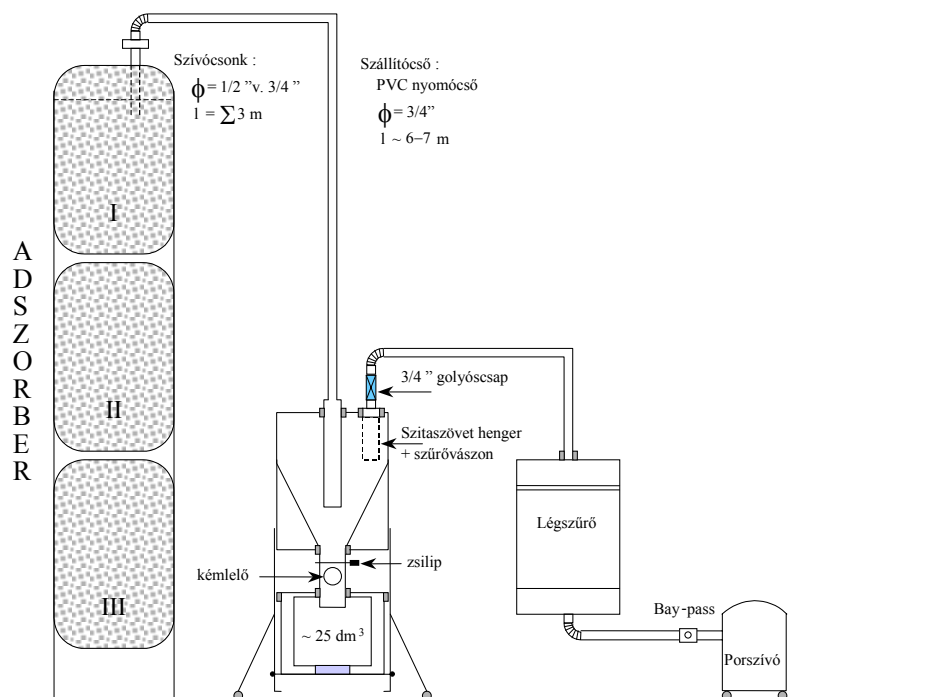 Szívócsonk :
ϕ = 1/2 ”v. 3/4 ”
l = ∑3 m
Szállítócső :
PVC nyomócső
ϕ = 3/4”
l ~ 6−7 m
ADSZORBER
I
II
III
3/4 ” golyóscsap
Szitaszövet henger
+ szűrővászon
Légszűrő
kémlelő
zsilip
~ 25 dm³
Bay-pass
Porszívó